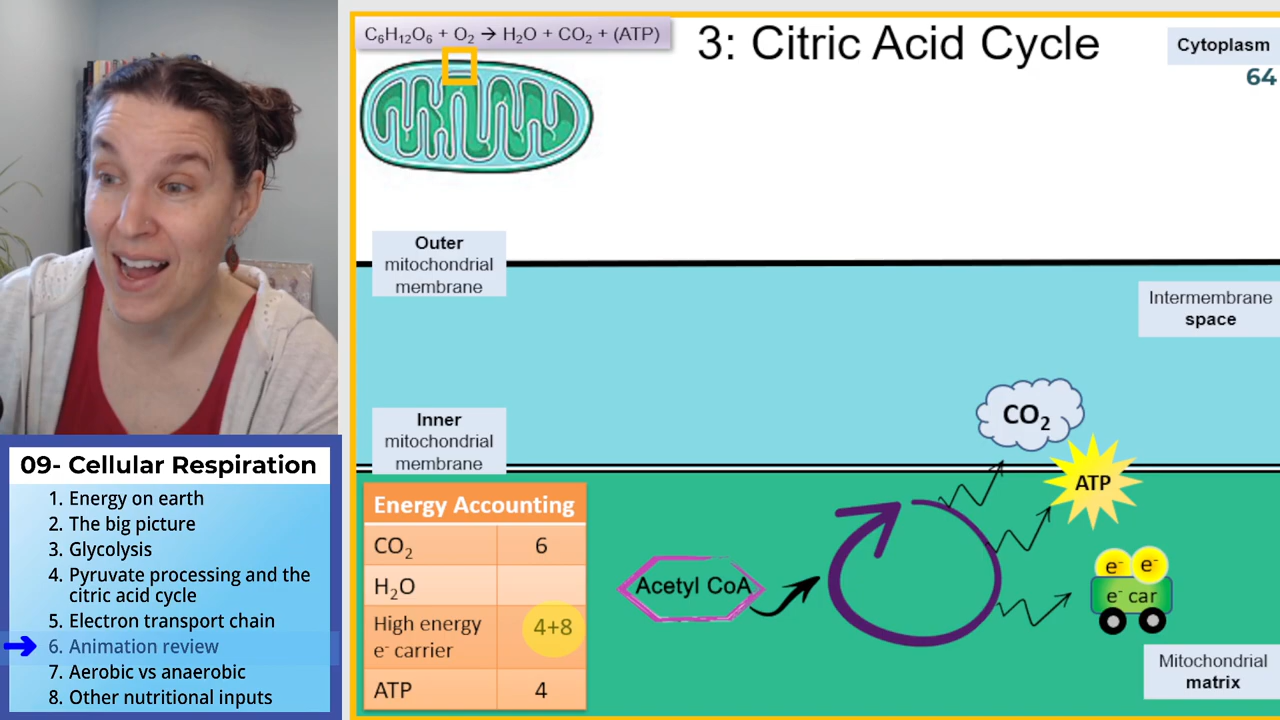 C₆H₁₂O₆ + O₂ → H₂O + CO₂ + (ATP)
3: Citric Acid Cycle
Cytoplasm
64
Outer
mitochondrial
membrane
Intermembrane
space
Inner
mitochondrial
membrane
CO₂
ATP
Energy Accounting
CO₂ 6
H₂O
High energy
e⁻ carrier 4+8
ATP 4
Acetyl CoA
e⁻ e⁻
e⁻ car
Mitochondrial
matrix
09- Cellular Respiration
1. Energy on earth
2. The big picture
3. Glycolysis
4. Pyruvate processing and the
citric acid cycle
5. Electron transport chain
6. Animation review
7. Aerobic vs anaerobic
8. Other nutritional inputs